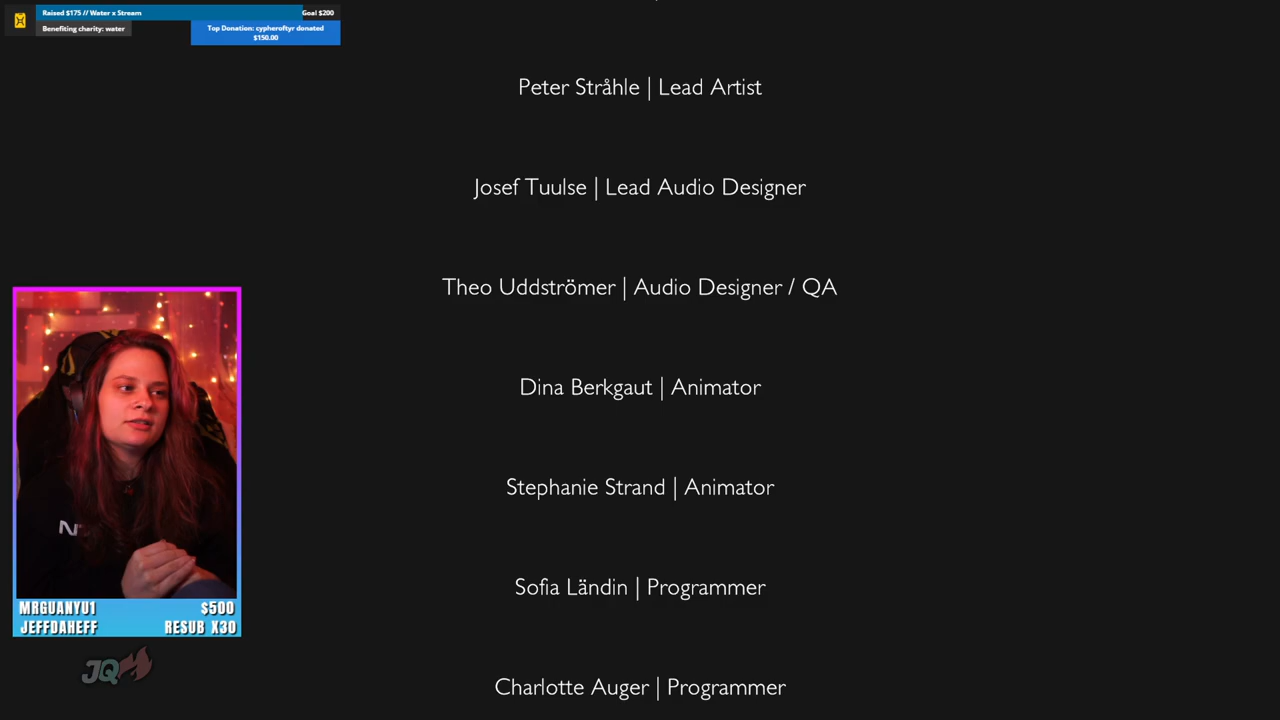 Raised $175 // Water x Stream
Goal $200
Benefiting charity: water
Top Donation: cypheroftyr donated
$150.00
Peter Stråhle | Lead Artist
Josef Tuulse | Lead Audio Designer
Theo Uddströmer | Audio Designer / QA
Dina Berkgaut | Animator
Stephanie Strand | Animator
Sofia Ländin | Programmer
Charlotte Auger | Programmer
MRGUANYU1 $500
JEFFDAHEFF RESUB X30
JQ